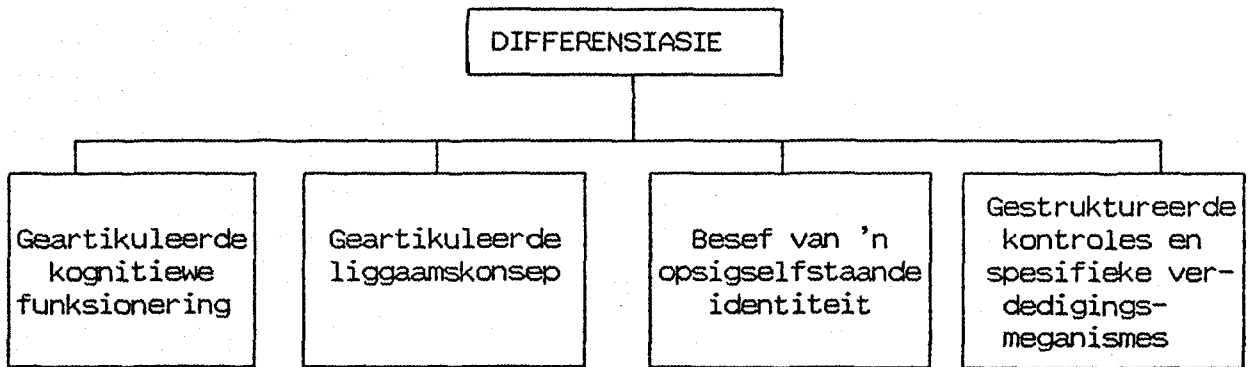 DIFFERENSIASIE
Geartikuleerde
kognitiewe
funksionering
Geartikuleerde
liggaamskonsep
Besef van 'n
opsigselfstaande
identiteit
Gestruktureerde
kontroles en
spesifieke ver-
dedigings-
meganismes